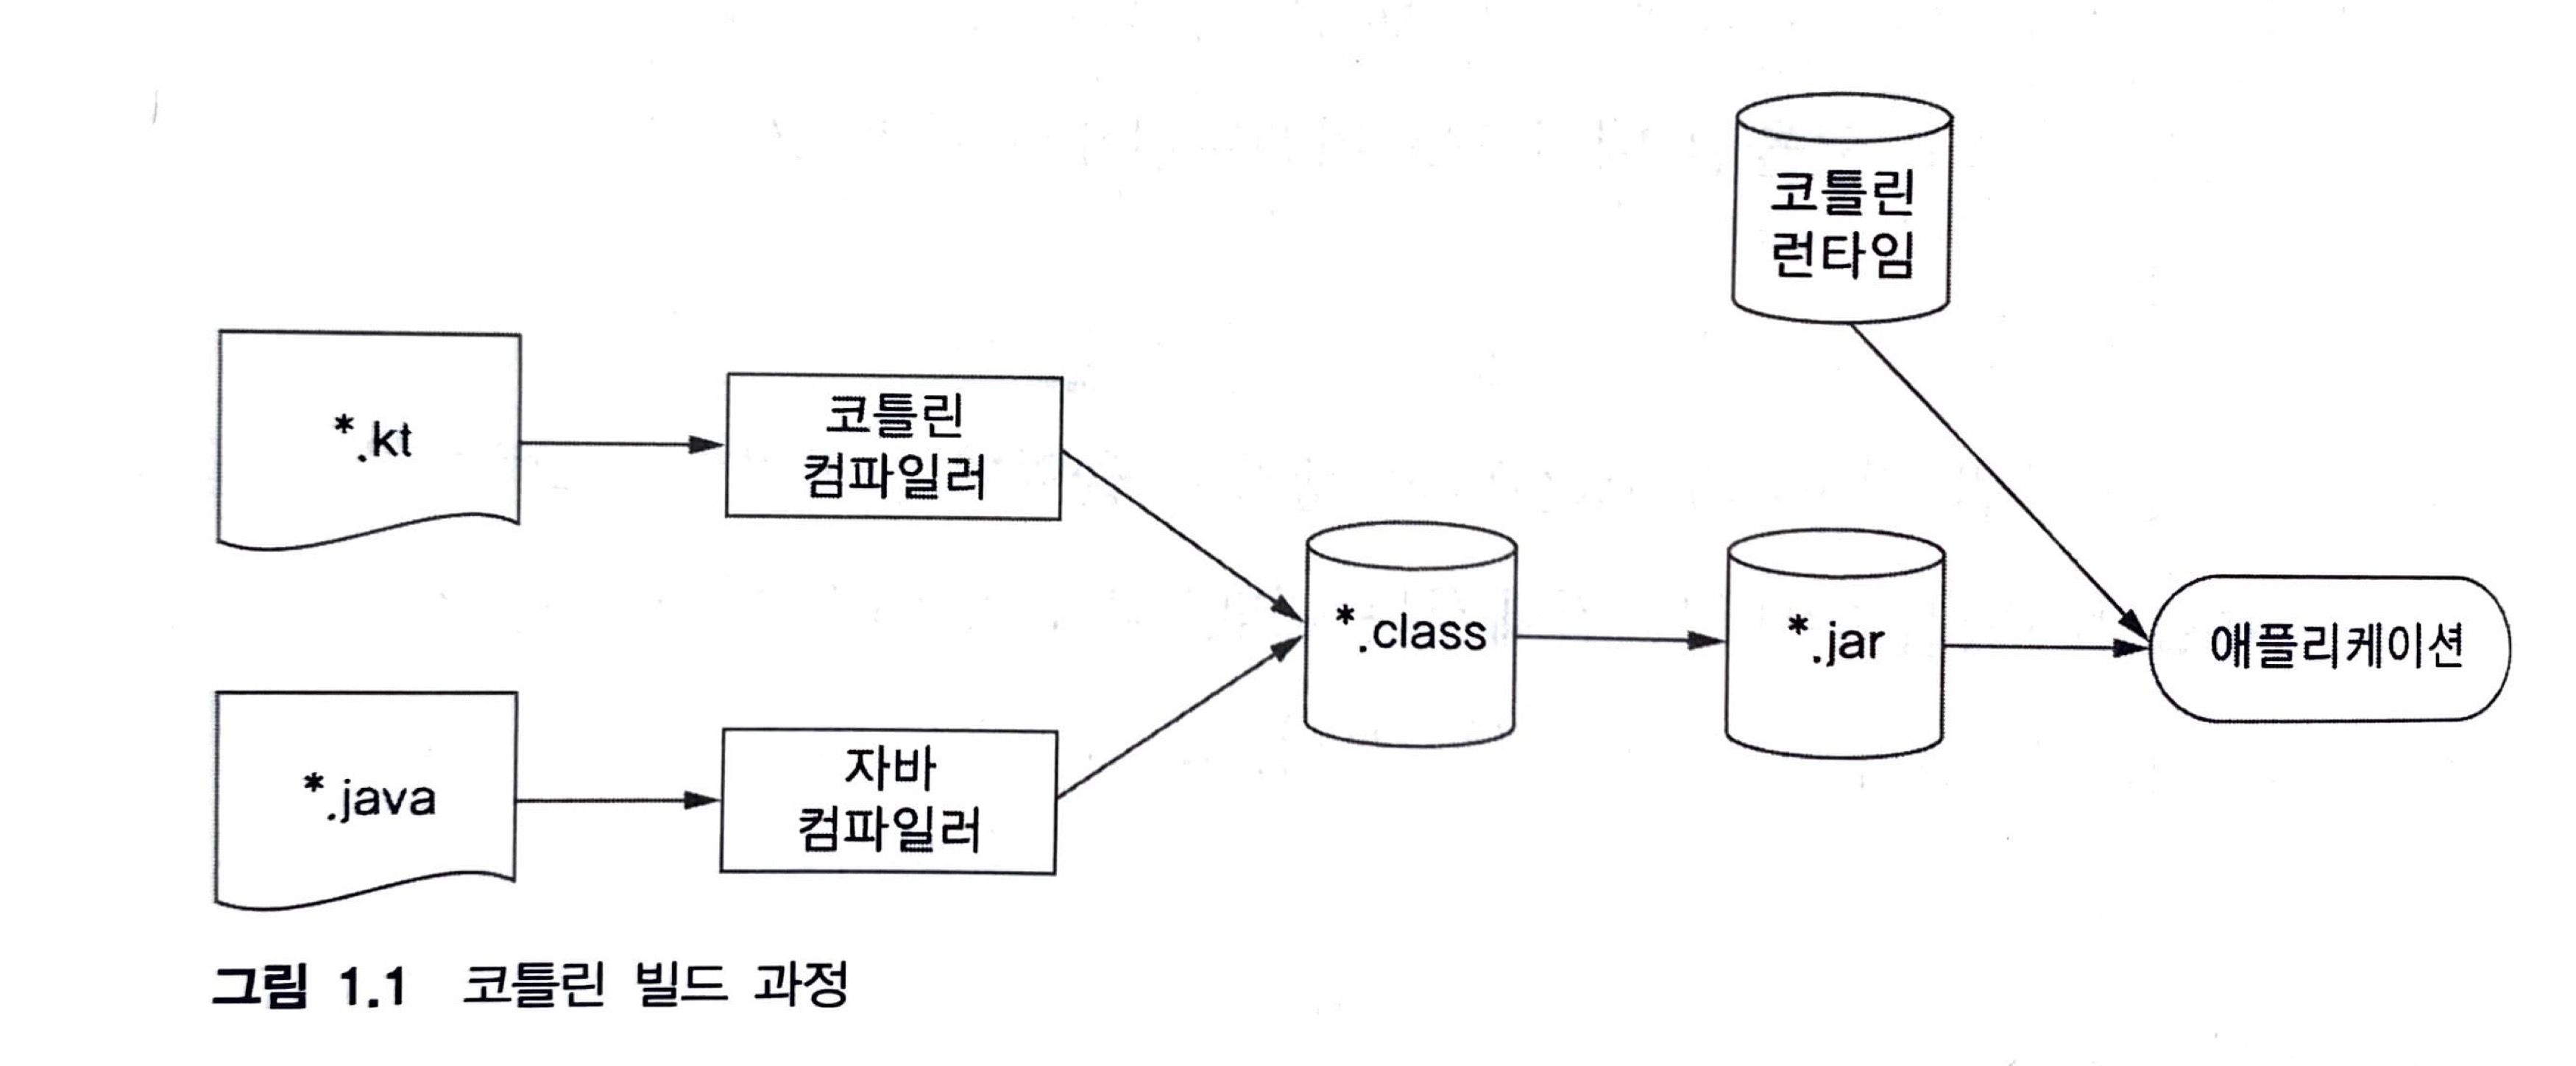 코틀린
런타임
*.kt
코틀린
컴파일러
*.class
*.jar
애플리케이션
*.java
자바
컴파일러
그림 1.1 코틀린 빌드 과정